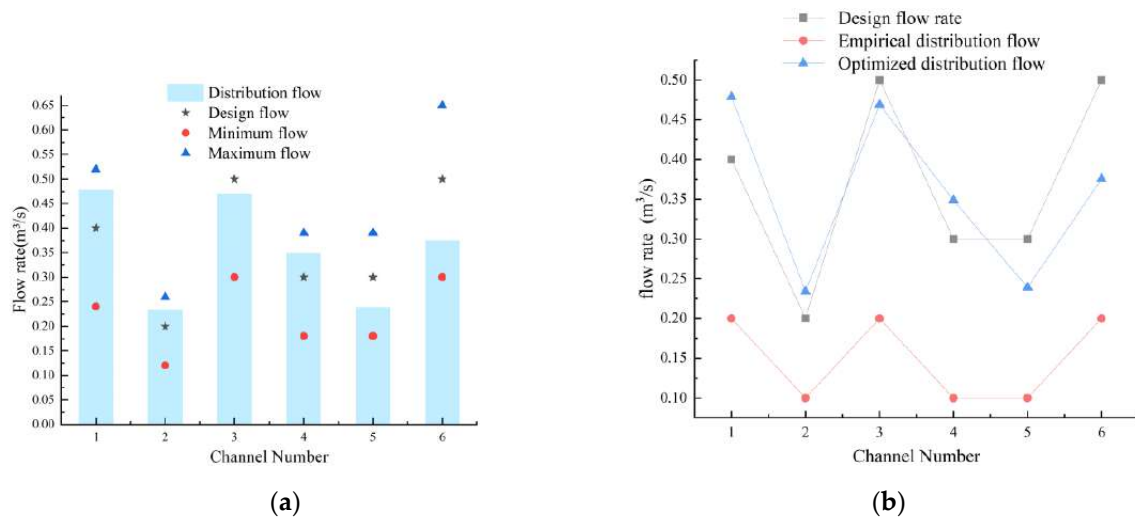 Distribution flow
Design flow
Minimum flow
Maximum flow
Flow rate(m³/s)
0.65
0.60
0.55
0.50
0.45
0.40
0.35
0.30
0.25
0.20
0.15
0.10
0.05
0.00
1 2 3 4 5 6
Channel Number
(a)
Design flow rate
Empirical distribution flow
Optimized distribution flow
flow rate (m³/s)
0.50
0.45
0.40
0.35
0.30
0.25
0.20
0.15
0.10
1 2 3 4 5 6
Channel Number
(b)